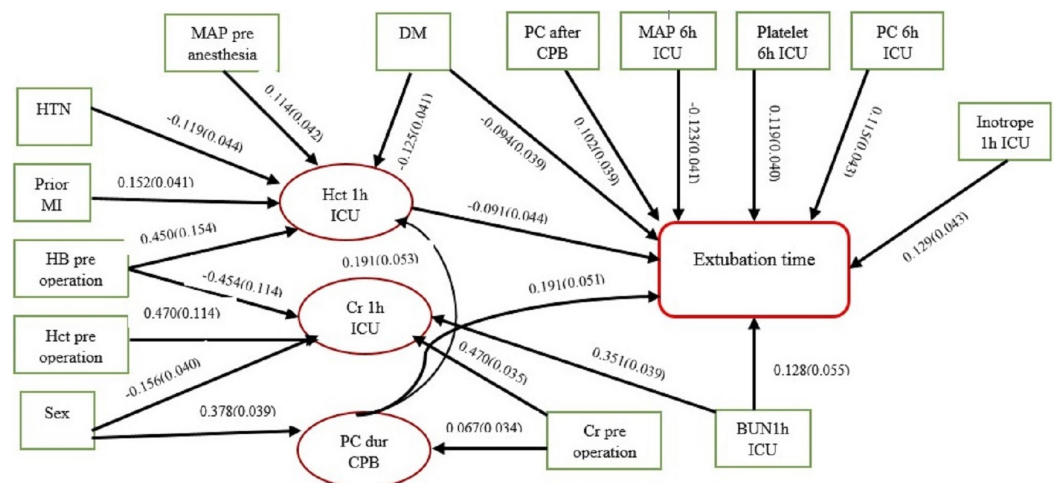 MAP pre
anesthesia
DM
PC after
CPB
MAP 6h
ICU
Platelet
6h ICU
PC 6h
ICU
HTN
0.114(0.042)
-0.125(0.041)
-0.094(0.039)
0.102(0.039)
-0.123(0.041)
0.119(0.040)
0.115(0.043)
Inotrope
1h ICU
-0.119(0.044)
Prior
MI
0.152(0.041)
Hct 1h
ICU
-0.091(0.044)
0.129(0.043)
HB pre
operation
0.450(0.154)
0.191(0.053)
Extubation time
-0.454(0.114)
Cr 1h
ICU
0.191(0.051)
Hct pre
operation
0.470(0.114)
0.470(0.035)
0.351(0.039)
0.128(0.055)
Sex
-0.156(0.040)
0.378(0.039)
PC dur
CPB
0.067(0.034)
Cr pre
operation
BUN1h
ICU